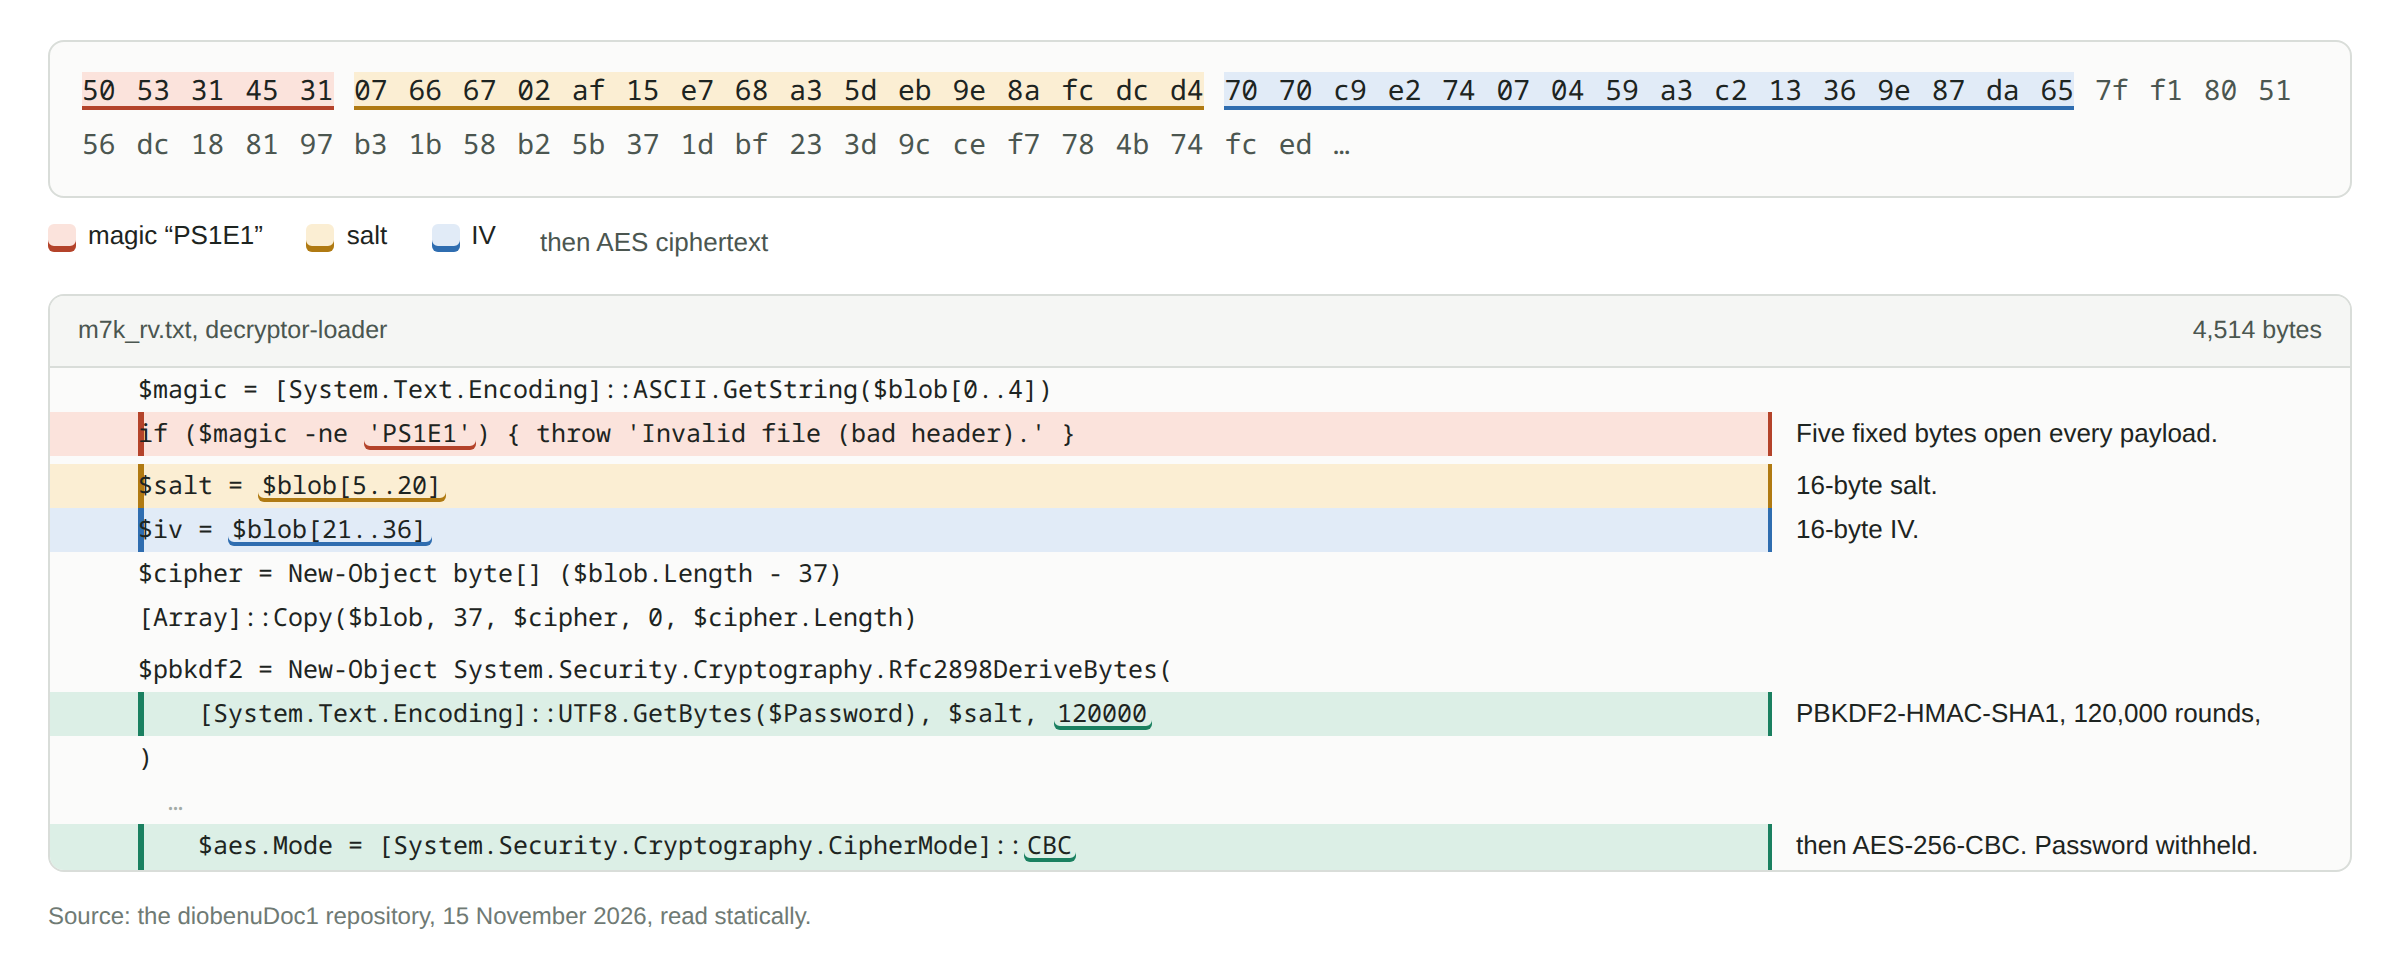 50 53 31 45 31 07 66 67 02 af 15 e7 68 a3 5d eb 9e 8a fc dc d4 70 70 c9 e2 74 07 04 59 a3 c2 13 36 9e 87 da 65 7f f1 80 51
56 dc 18 81 97 b3 1b 58 b2 5b 37 1d bf 23 3d 9c ce f7 78 4b 74 fc ed …
magic “PS1E1” salt IV then AES ciphertext
m7k_rv.txt, decryptor-loader 4,514 bytes
$magic = [System.Text.Encoding]::ASCII.GetString($blob[0..4])
if ($magic -ne 'PS1E1') { throw 'Invalid file (bad header).' } Five fixed bytes open every payload.
$salt = $blob[5..20] 16-byte salt.
$iv = $blob[21..36] 16-byte IV.
$cipher = New-Object byte[] ($blob.Length - 37)
[Array]::Copy($blob, 37, $cipher, 0, $cipher.Length)
$pbkdf2 = New-Object System.Security.Cryptography.Rfc2898DeriveBytes(
[System.Text.Encoding]::UTF8.GetBytes($Password), $salt, 120000 PBKDF2-HMAC-SHA1, 120,000 rounds,
)
…
$aes.Mode = [System.Security.Cryptography.CipherMode]::CBC then AES-256-CBC. Password withheld.
Source: the diobenuDoc1 repository, 15 November 2026, read statically.